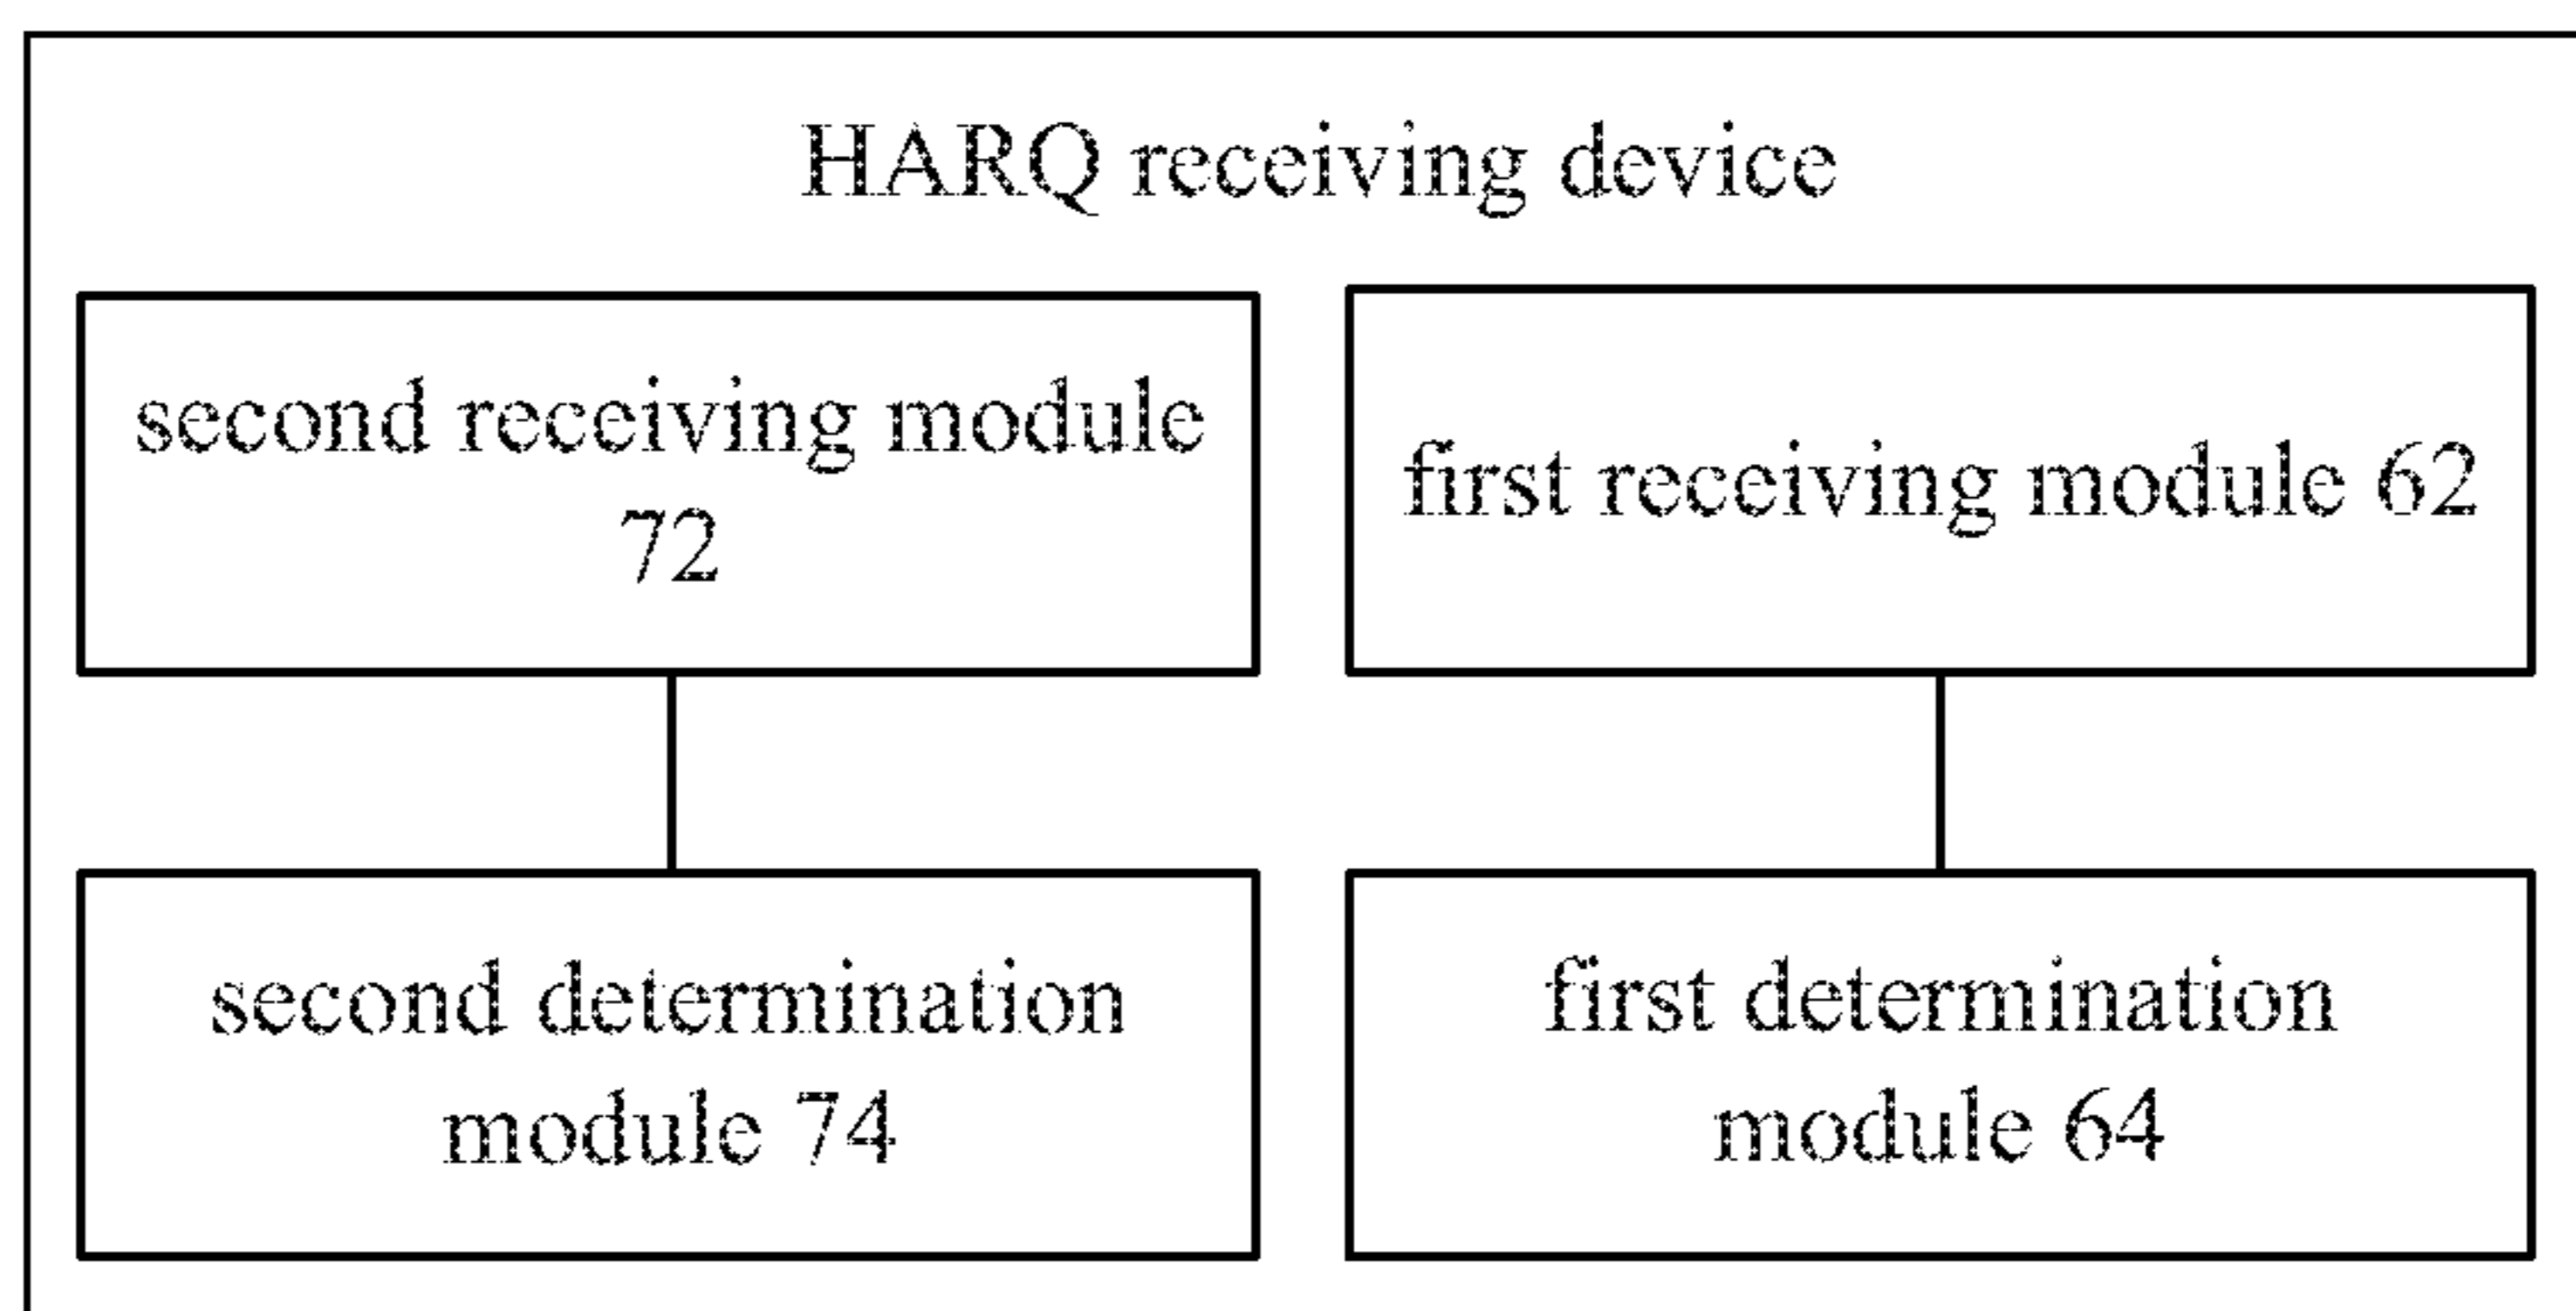 HARQ receiving device
second receiving module
72
first receiving module 62
second determination
module 74
first determination
module 64